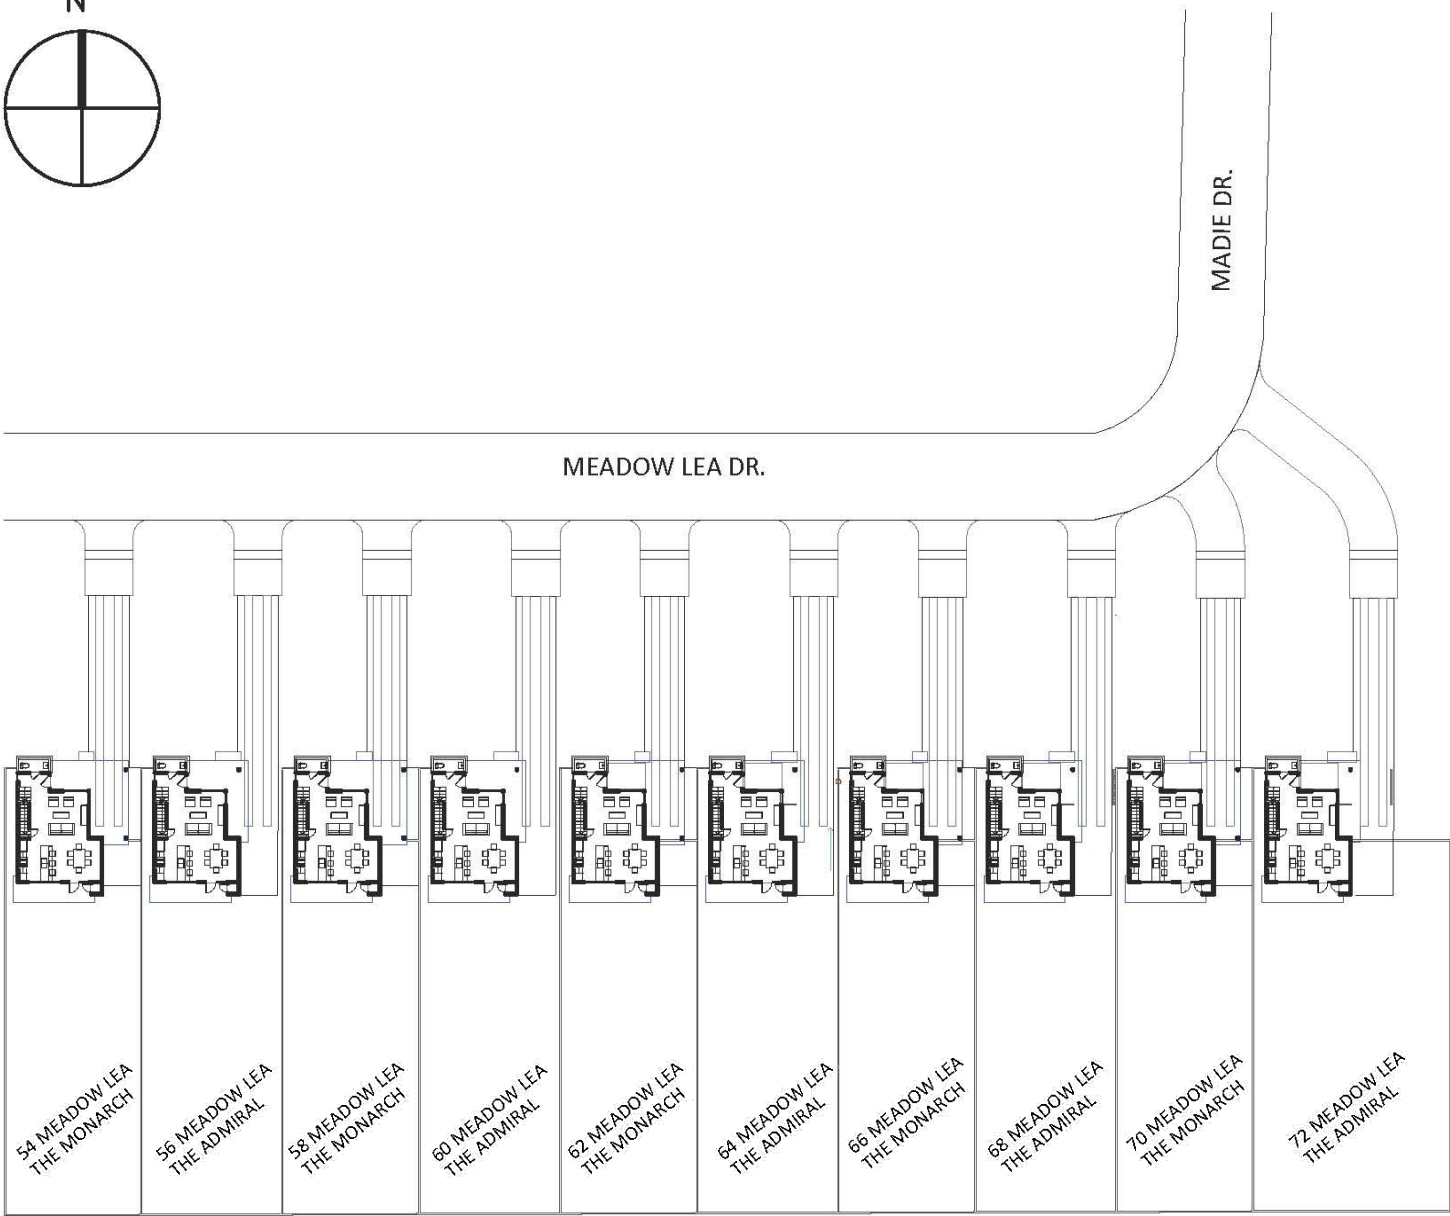 N
MADIE DR.
MEADOW LEA DR.
54 MEADOW LEA
THE MONARCH
56 MEADOW LEA
THE ADMIRAL
58 MEADOW LEA
THE MONARCH
60 MEADOW LEA
THE ADMIRAL
62 MEADOW LEA
THE MONARCH
64 MEADOW LEA
THE ADMIRAL
66 MEADOW LEA
THE MONARCH
68 MEADOW LEA
THE ADMIRAL
70 MEADOW LEA
THE MONARCH
72 MEADOW LEA
THE ADMIRAL